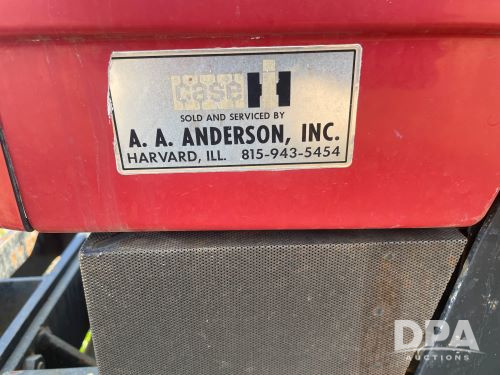 case IH
SOLD AND SERVICED BY
A. A. ANDERSON, INC.
HARVARD, ILL. 815-943-5454
DPA
AUCTIONS